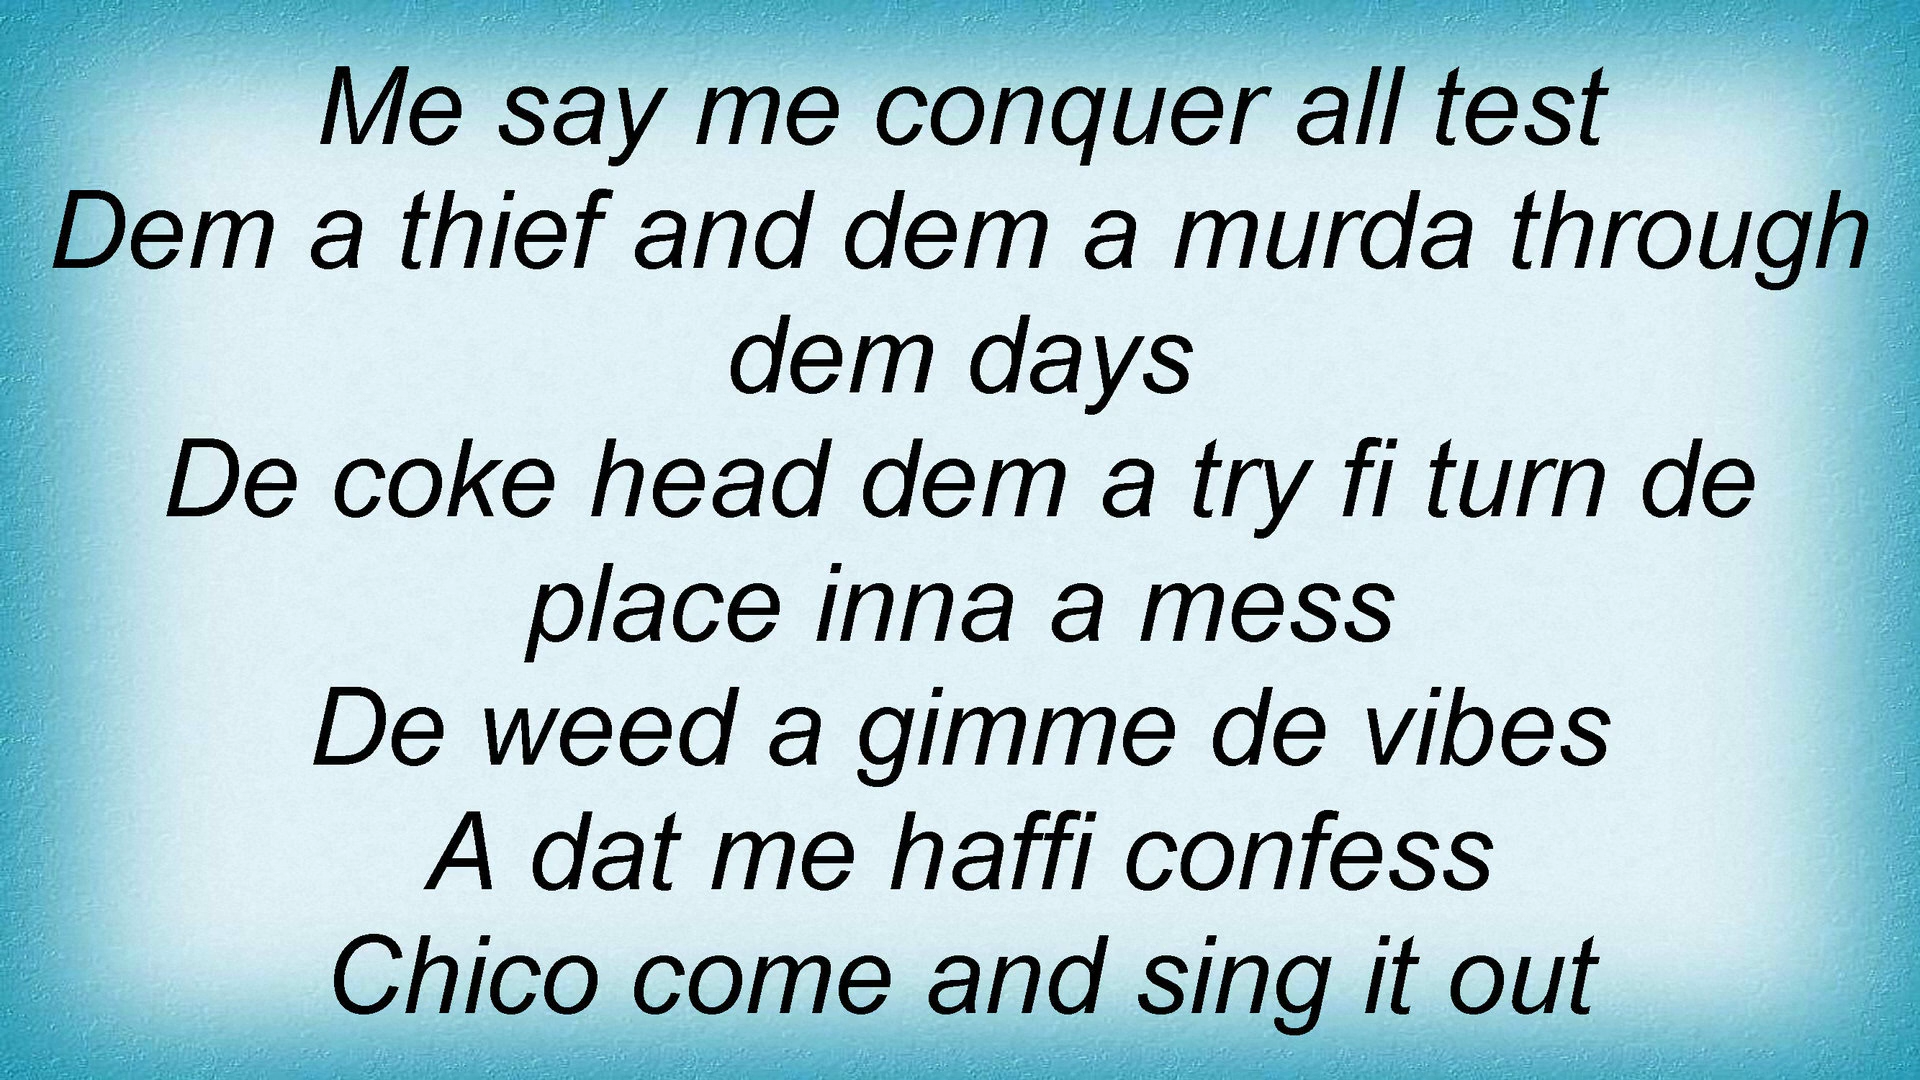 Me say me conquer all test
Dem a thief and dem a murda through
dem days
De coke head dem a try fi turn de
place inna a mess
De weed a gimme de vibes
A dat me haffi confess
Chico come and sing it out